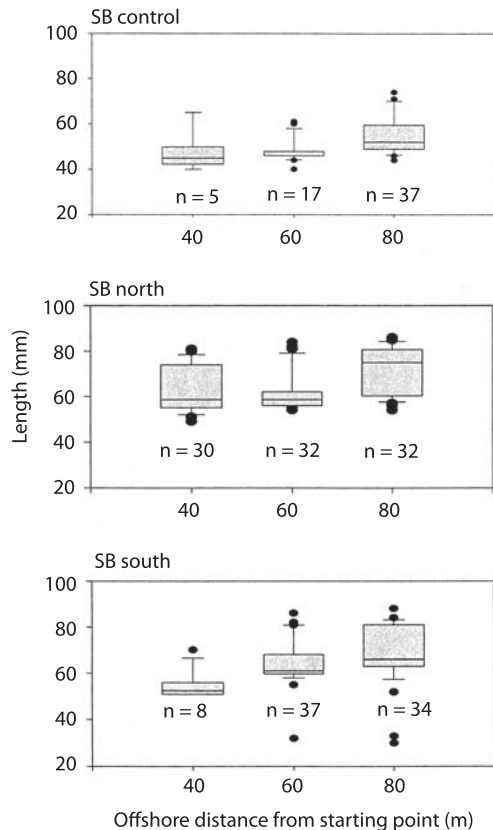 SB control
100
80
60
40
20
n = 5 n = 17 n = 37
40 60 80
SB north
100
80
60
40
20
n = 30 n = 32 n = 32
40 60 80
Length (mm)
SB south
100
80
60
40
20
n = 8 n = 37 n = 34
40 60 80
Offshore distance from starting point (m)